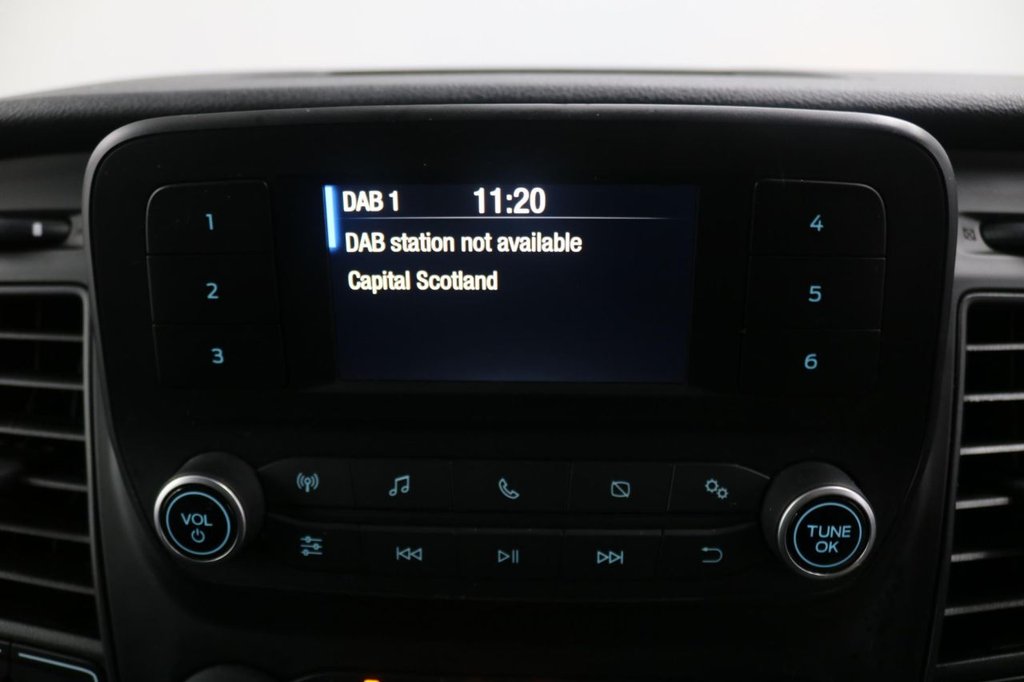 DAB 1 11:20
DAB station not available
Capital Scotland
1
2
3
4
5
6
VOL
TUNE
OK